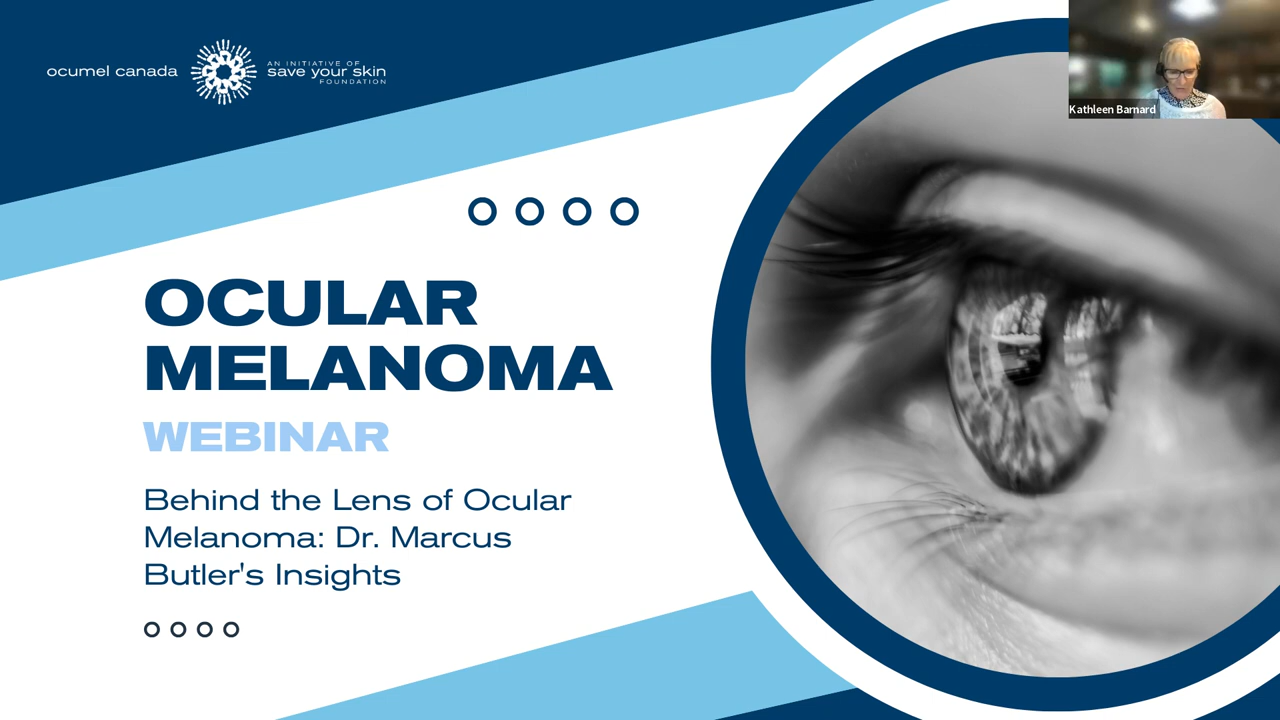 ocumel canada
AN INITIATIVE OF
save your skin
FOUNDATION
Kathleen Barnard
OCULAR
MELANOMA
WEBINAR
Behind the Lens of Ocular
Melanoma: Dr. Marcus
Butler's Insights